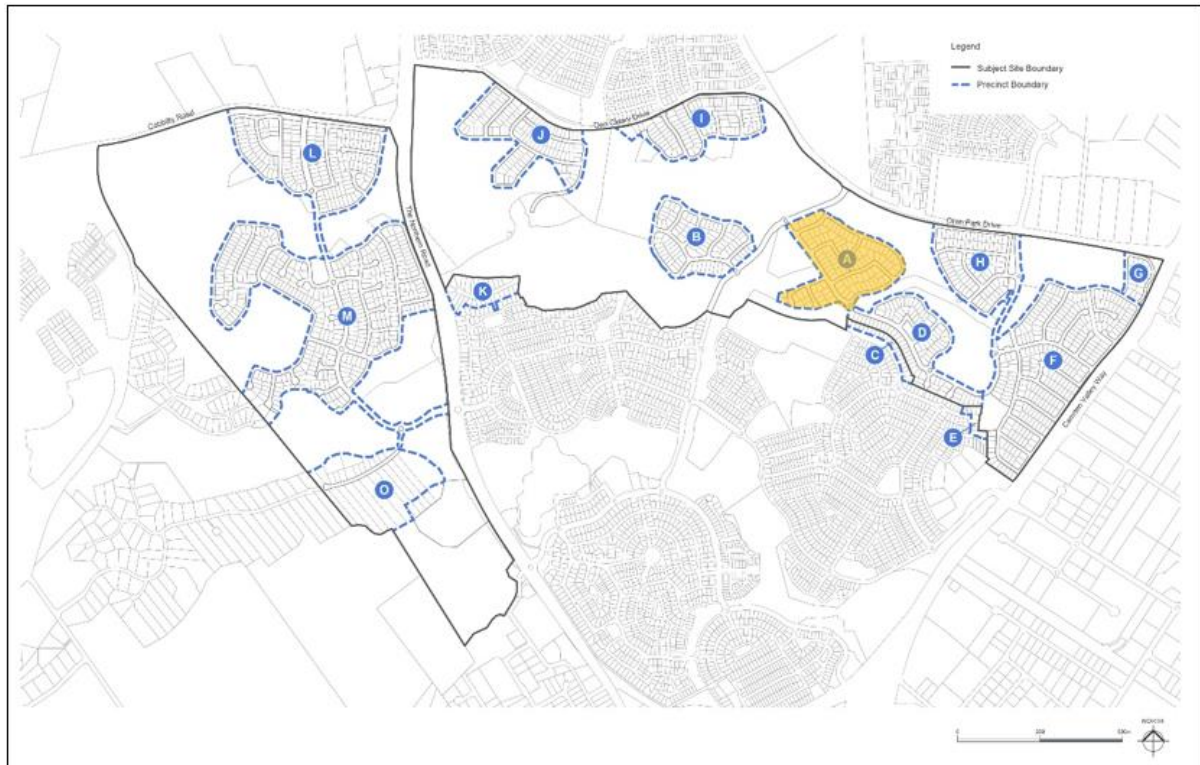 Legend
Subject Site Boundary
Precinct Boundary
Cobbitty Road
Dan Cleary Drive
Oran Park Drive
The Northern Road
Camden Valley Way
L
J
I
B
A
H
G
K
M
D
C
F
E
O
0